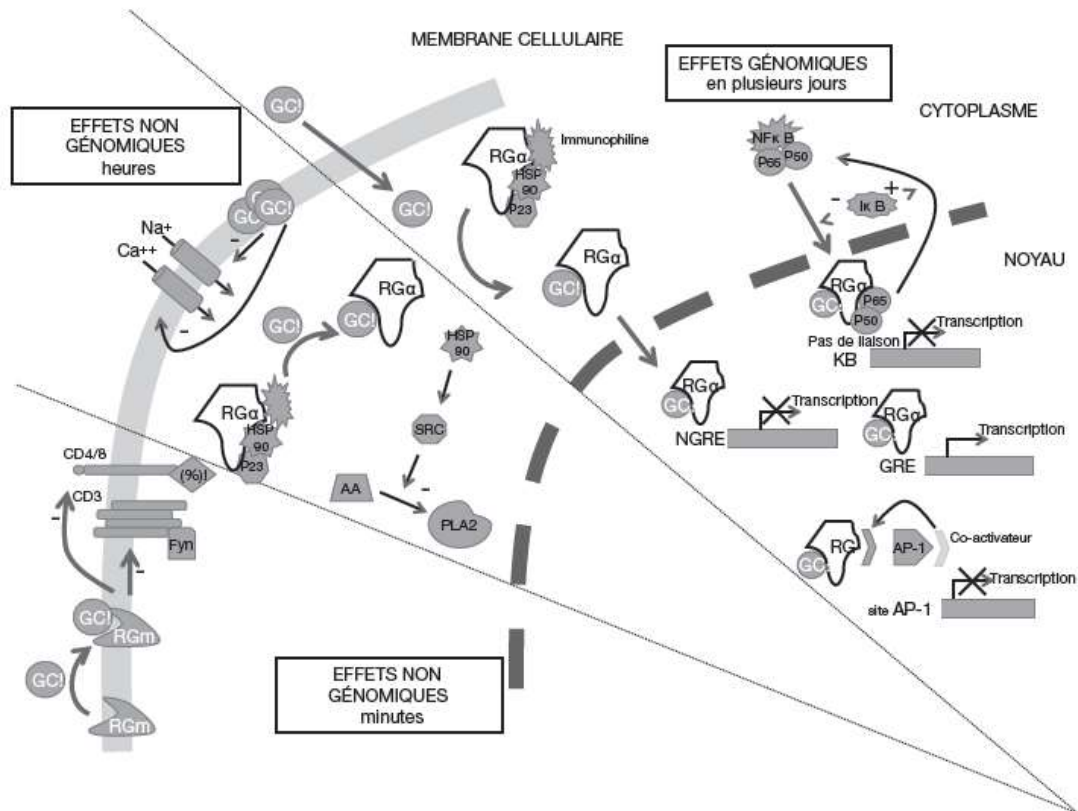 MEMBRANE CELLULAIRE
EFFETS GÉNOMIQUES
en plusieurs jours
CYTOPLASME
NOYAU
EFFETS NON
GÉNOMIQUES
heures
GC!
GC!
RGα
Immunophiline
HSP
90
P23
NFκ B
P65
P50
Iκ B
-
+
GC!
GC!
-
Na+
Ca++
-
GC!
RGα
GC!
RGα
RGα
GC!
P65
P50
Pas de liaison
KB
Transcription
GC!
RGα
HSP
90
P23
HSP
90
SRC
-
AA
PLA2
RGα
GC!
NGRE
Transcription
RGα
GC!
GRE
Transcription
RG
GC!
AP-1
Co-activateur
site AP-1
Transcription
CD4/8
(%)!
CD3
-
Fyn
-
GC!
RGm
GC!
RGm
EFFETS NON
GÉNOMIQUES
minutes